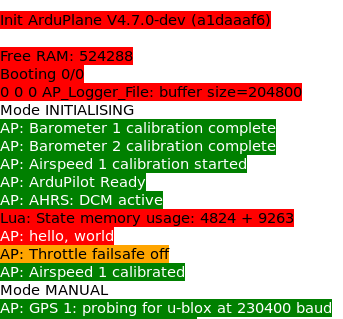 Init ArduPlane V4.7.0-dev (a1daaaf6)
Free RAM: 524288
Booting 0/0
0 0 0 AP_Logger_File: buffer size=204800
Mode INITIALISING
AP: Barometer 1 calibration complete
AP: Barometer 2 calibration complete
AP: Airspeed 1 calibration started
AP: ArduPilot Ready
AP: AHRS: DCM active
Lua: State memory usage: 4824 + 9263
AP: hello, world
AP: Throttle failsafe off
AP: Airspeed 1 calibrated
Mode MANUAL
AP: GPS 1: probing for u-blox at 230400 baud